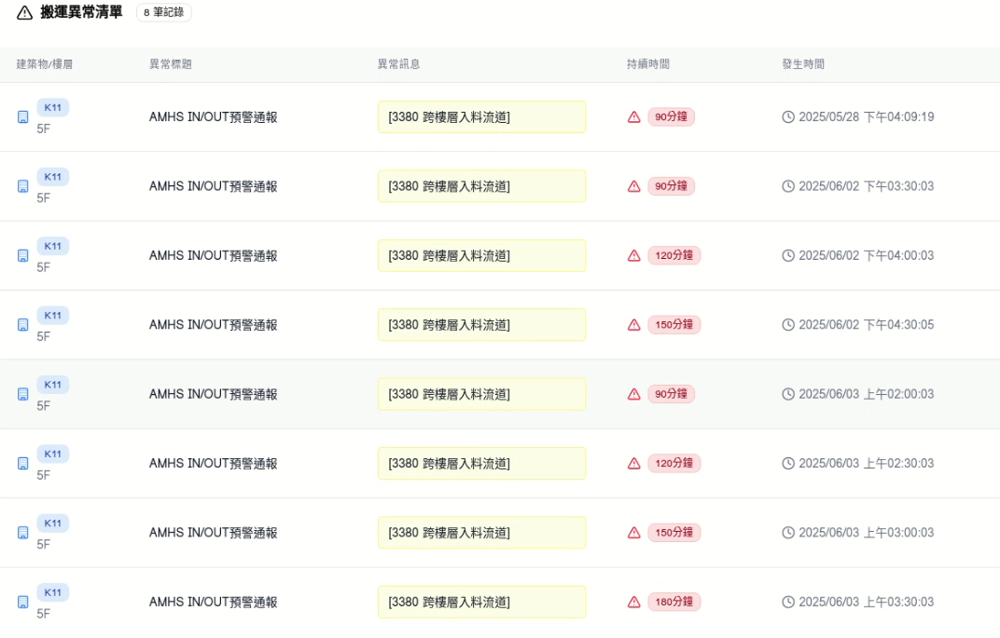 搬運異常清單 8 筆記錄
建築物/樓層 異常標題 異常訊息 持續時間 發生時間
K11
5F
AMHS IN/OUT預警通報 [3380 跨樓層入料流道] 90分鐘 2025/05/28 下午04:09:19
K11
5F
AMHS IN/OUT預警通報 [3380 跨樓層入料流道] 90分鐘 2025/06/02 下午03:30:03
K11
5F
AMHS IN/OUT預警通報 [3380 跨樓層入料流道] 120分鐘 2025/06/02 下午04:00:03
K11
5F
AMHS IN/OUT預警通報 [3380 跨樓層入料流道] 150分鐘 2025/06/02 下午04:30:05
K11
5F
AMHS IN/OUT預警通報 [3380 跨樓層入料流道] 90分鐘 2025/06/03 上午02:00:03
K11
5F
AMHS IN/OUT預警通報 [3380 跨樓層入料流道] 120分鐘 2025/06/03 上午02:30:03
K11
5F
AMHS IN/OUT預警通報 [3380 跨樓層入料流道] 150分鐘 2025/06/03 上午03:00:03
K11
5F
AMHS IN/OUT預警通報 [3380 跨樓層入料流道] 180分鐘 2025/06/03 上午03:30:03